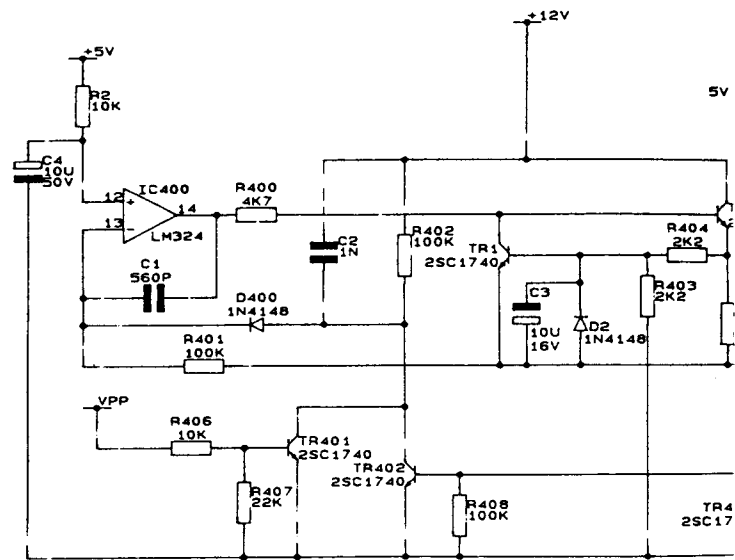 +12V
+5V
R2
10K
5V
C4
10U
50V
IC400
12
+
14
13
-
LM324
R400
4K7
R402
100K
C2
1N
TR1
2SC1740
R404
2K2
R403
2K2
C1
560P
C3
10U
16V
D2
1N4148
D400
1N4148
R401
100K
VPP
R406
10K
TR401
2SC1740
TR402
2SC1740
R407
22K
R408
100K
TR4
2SC17